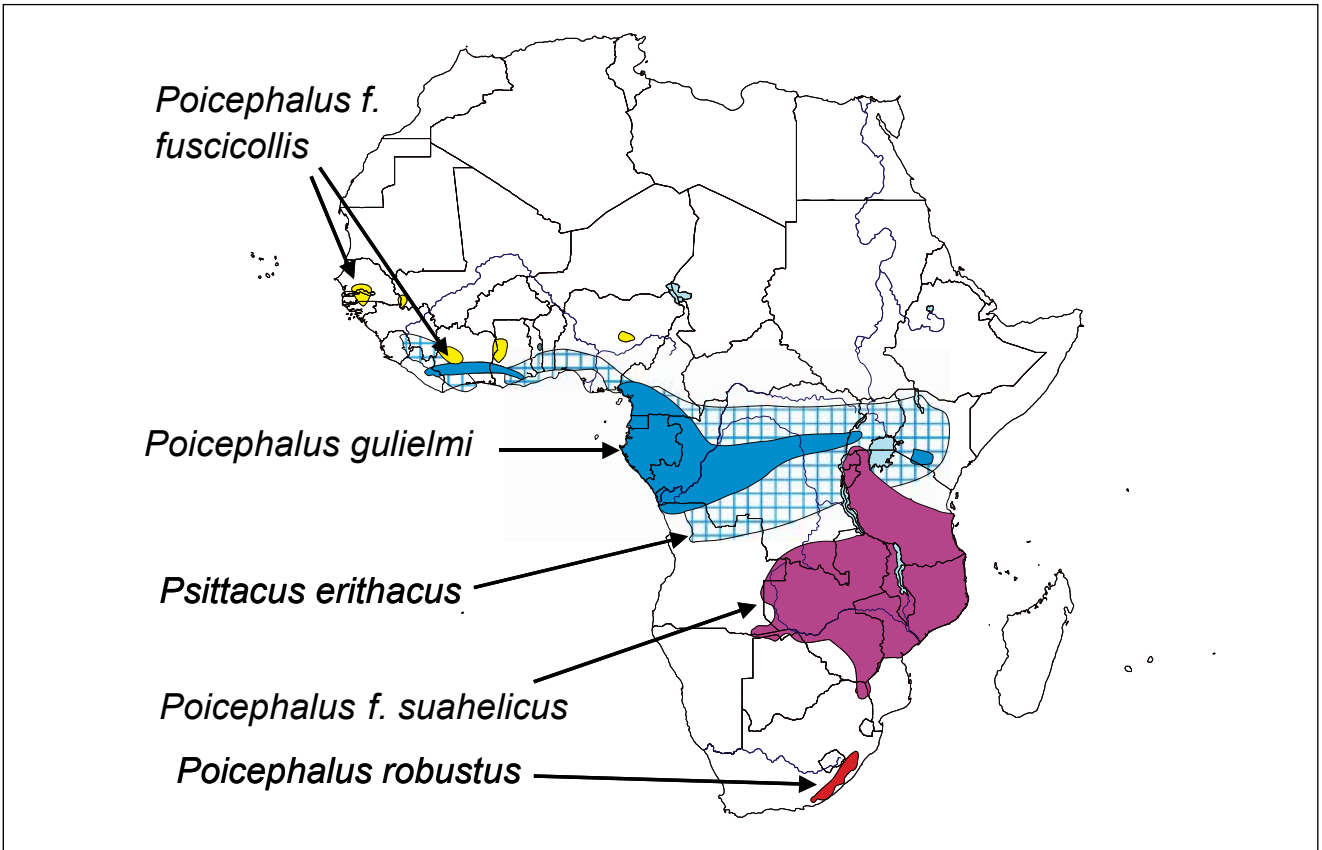 Poicephalus f.
fuscicollis
Poicephalus gulielmi
Psittacus erithacus
Poicephalus f. suahelicus
Poicephalus robustus